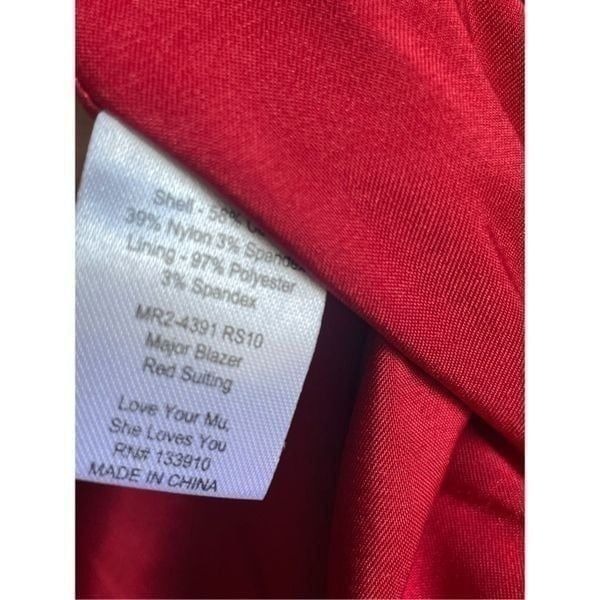 Shell - 58%
39% Nylon 3% Spandex
Lining - 97% Polyester
3% Spandex
MR2-4391 RS10
Major Blazer
Red Suiting
Love Your Mu,
She Loves You
RN# 133910
MADE IN CHINA